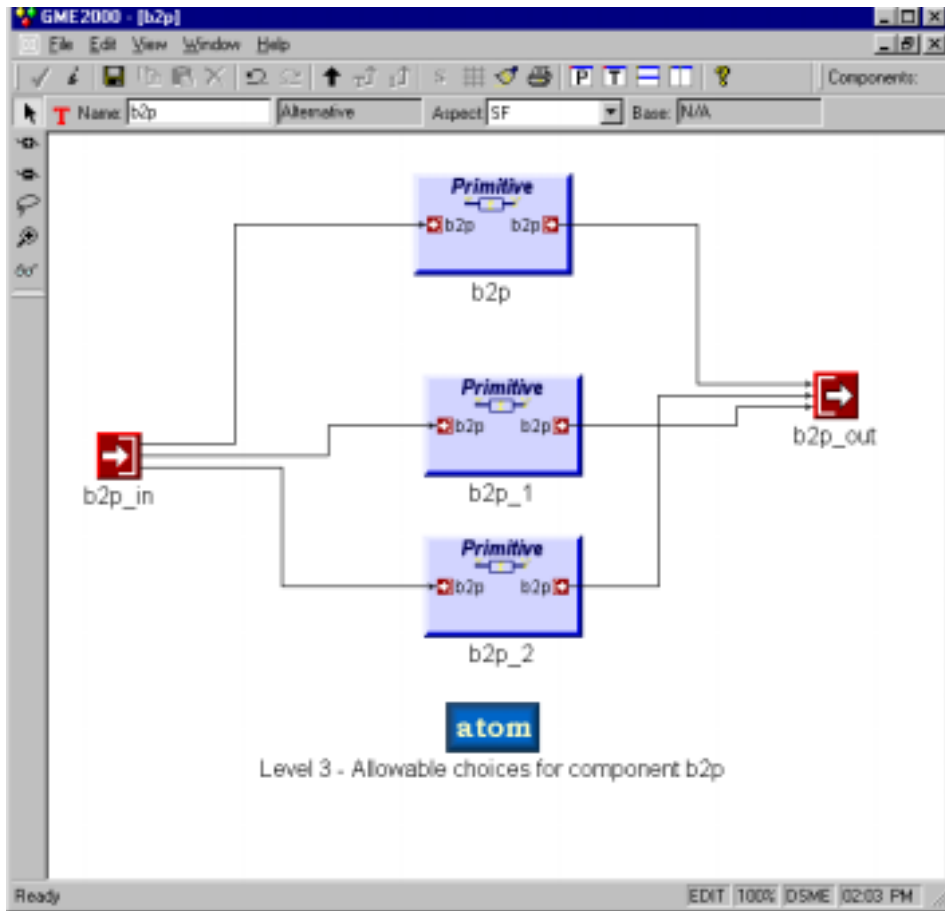 GME2000 - [b2p]
File Edit View Window Help
Components:
Name: b2p Alternative Aspect: SF Base: N/A
Primitive
b2p b2p
b2p
Primitive
b2p b2p
b2p_1
b2p_out
b2p_in
Primitive
b2p b2p
b2p_2
atom
Level 3 - Allowable choices for component b2p
Ready EDIT 100% DSME 02:03 PM